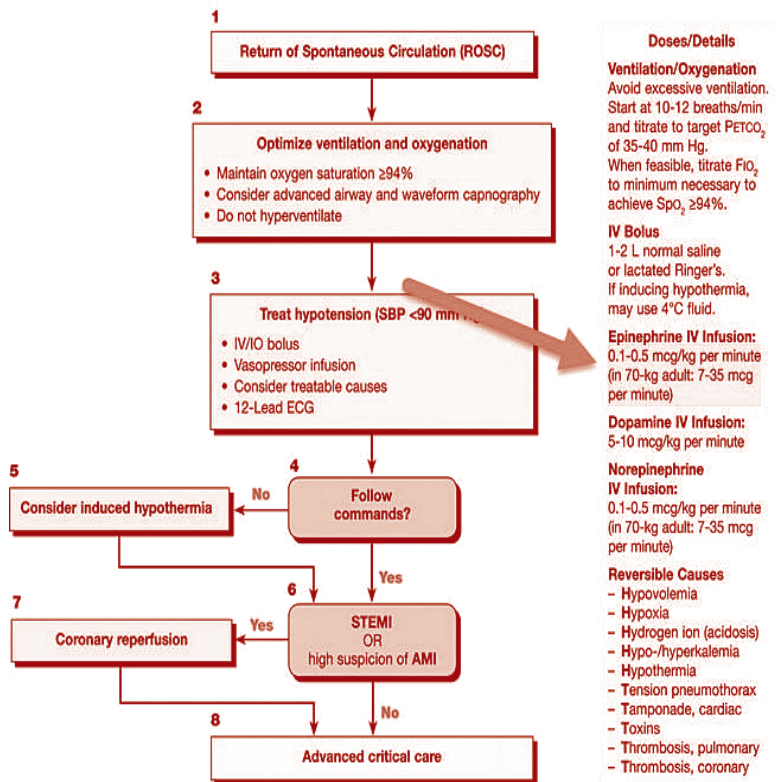 1
Return of Spontaneous Circulation (ROSC)
2
Optimize ventilation and oxygenation
• Maintain oxygen saturation ≥94%
• Consider advanced airway and waveform capnography
• Do not hyperventilate
3
Treat hypotension (SBP <90 mm
• IV/IO bolus
• Vasopressor infusion
• Consider treatable causes
• 12-Lead ECG
4
Follow
commands?
No
5
Consider induced hypothermia
Yes
6
STEMI
OR
high suspicion of AMI
Yes
7
Coronary reperfusion
No
8
Advanced critical care
Doses/Details
Ventilation/Oxygenation
Avoid excessive ventilation.
Start at 10-12 breaths/min
and titrate to target PETCO₂
of 35-40 mm Hg.
When feasible, titrate FIO₂
to minimum necessary to
achieve SpO₂ ≥94%.
IV Bolus
1-2 L normal saline
or lactated Ringer's.
If inducing hypothermia,
may use 4°C fluid.
Epinephrine IV Infusion:
0.1-0.5 mcg/kg per minute
(in 70-kg adult: 7-35 mcg
per minute)
Dopamine IV Infusion:
5-10 mcg/kg per minute
Norepinephrine
IV Infusion:
0.1-0.5 mcg/kg per minute
(in 70-kg adult: 7-35 mcg
per minute)
Reversible Causes
– Hypovolemia
– Hypoxia
– Hydrogen ion (acidosis)
– Hypo-/hyperkalemia
– Hypothermia
– Tension pneumothorax
– Tamponade, cardiac
– Toxins
– Thrombosis, pulmonary
– Thrombosis, coronary